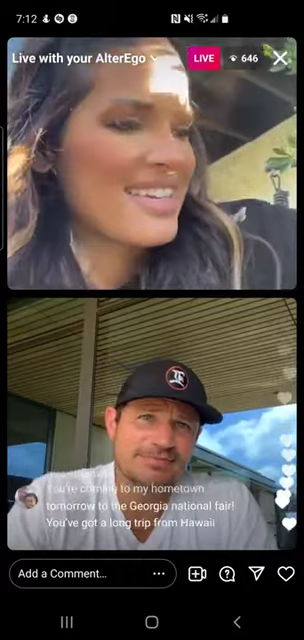 7:12
Live with your AlterEgo
LIVE
646
You're coming to my hometown
tomorrow to the Georgia national fair!
You've got a long trip from Hawaii
Add a Comment...